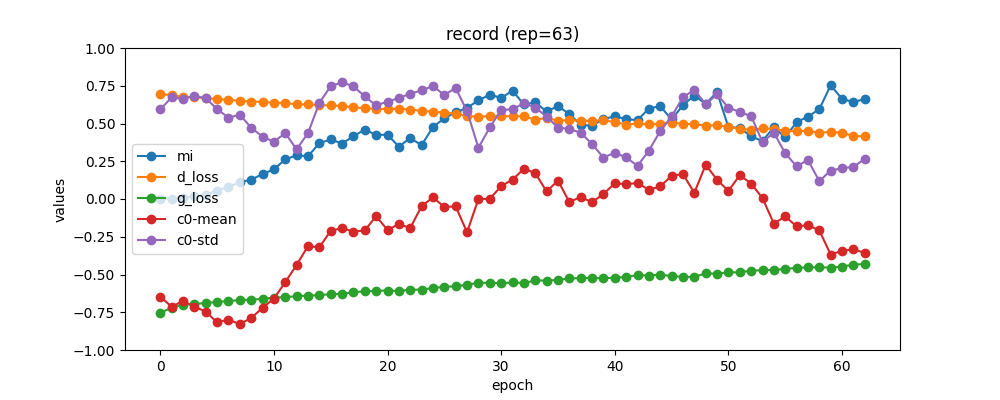 record (rep=63)
values
1.00
0.75
0.50
0.25
0.00
−0.25
−0.50
−0.75
−1.00
mi
d_loss
g_loss
c0-mean
c0-std
0 10 20 30 40 50 60
epoch